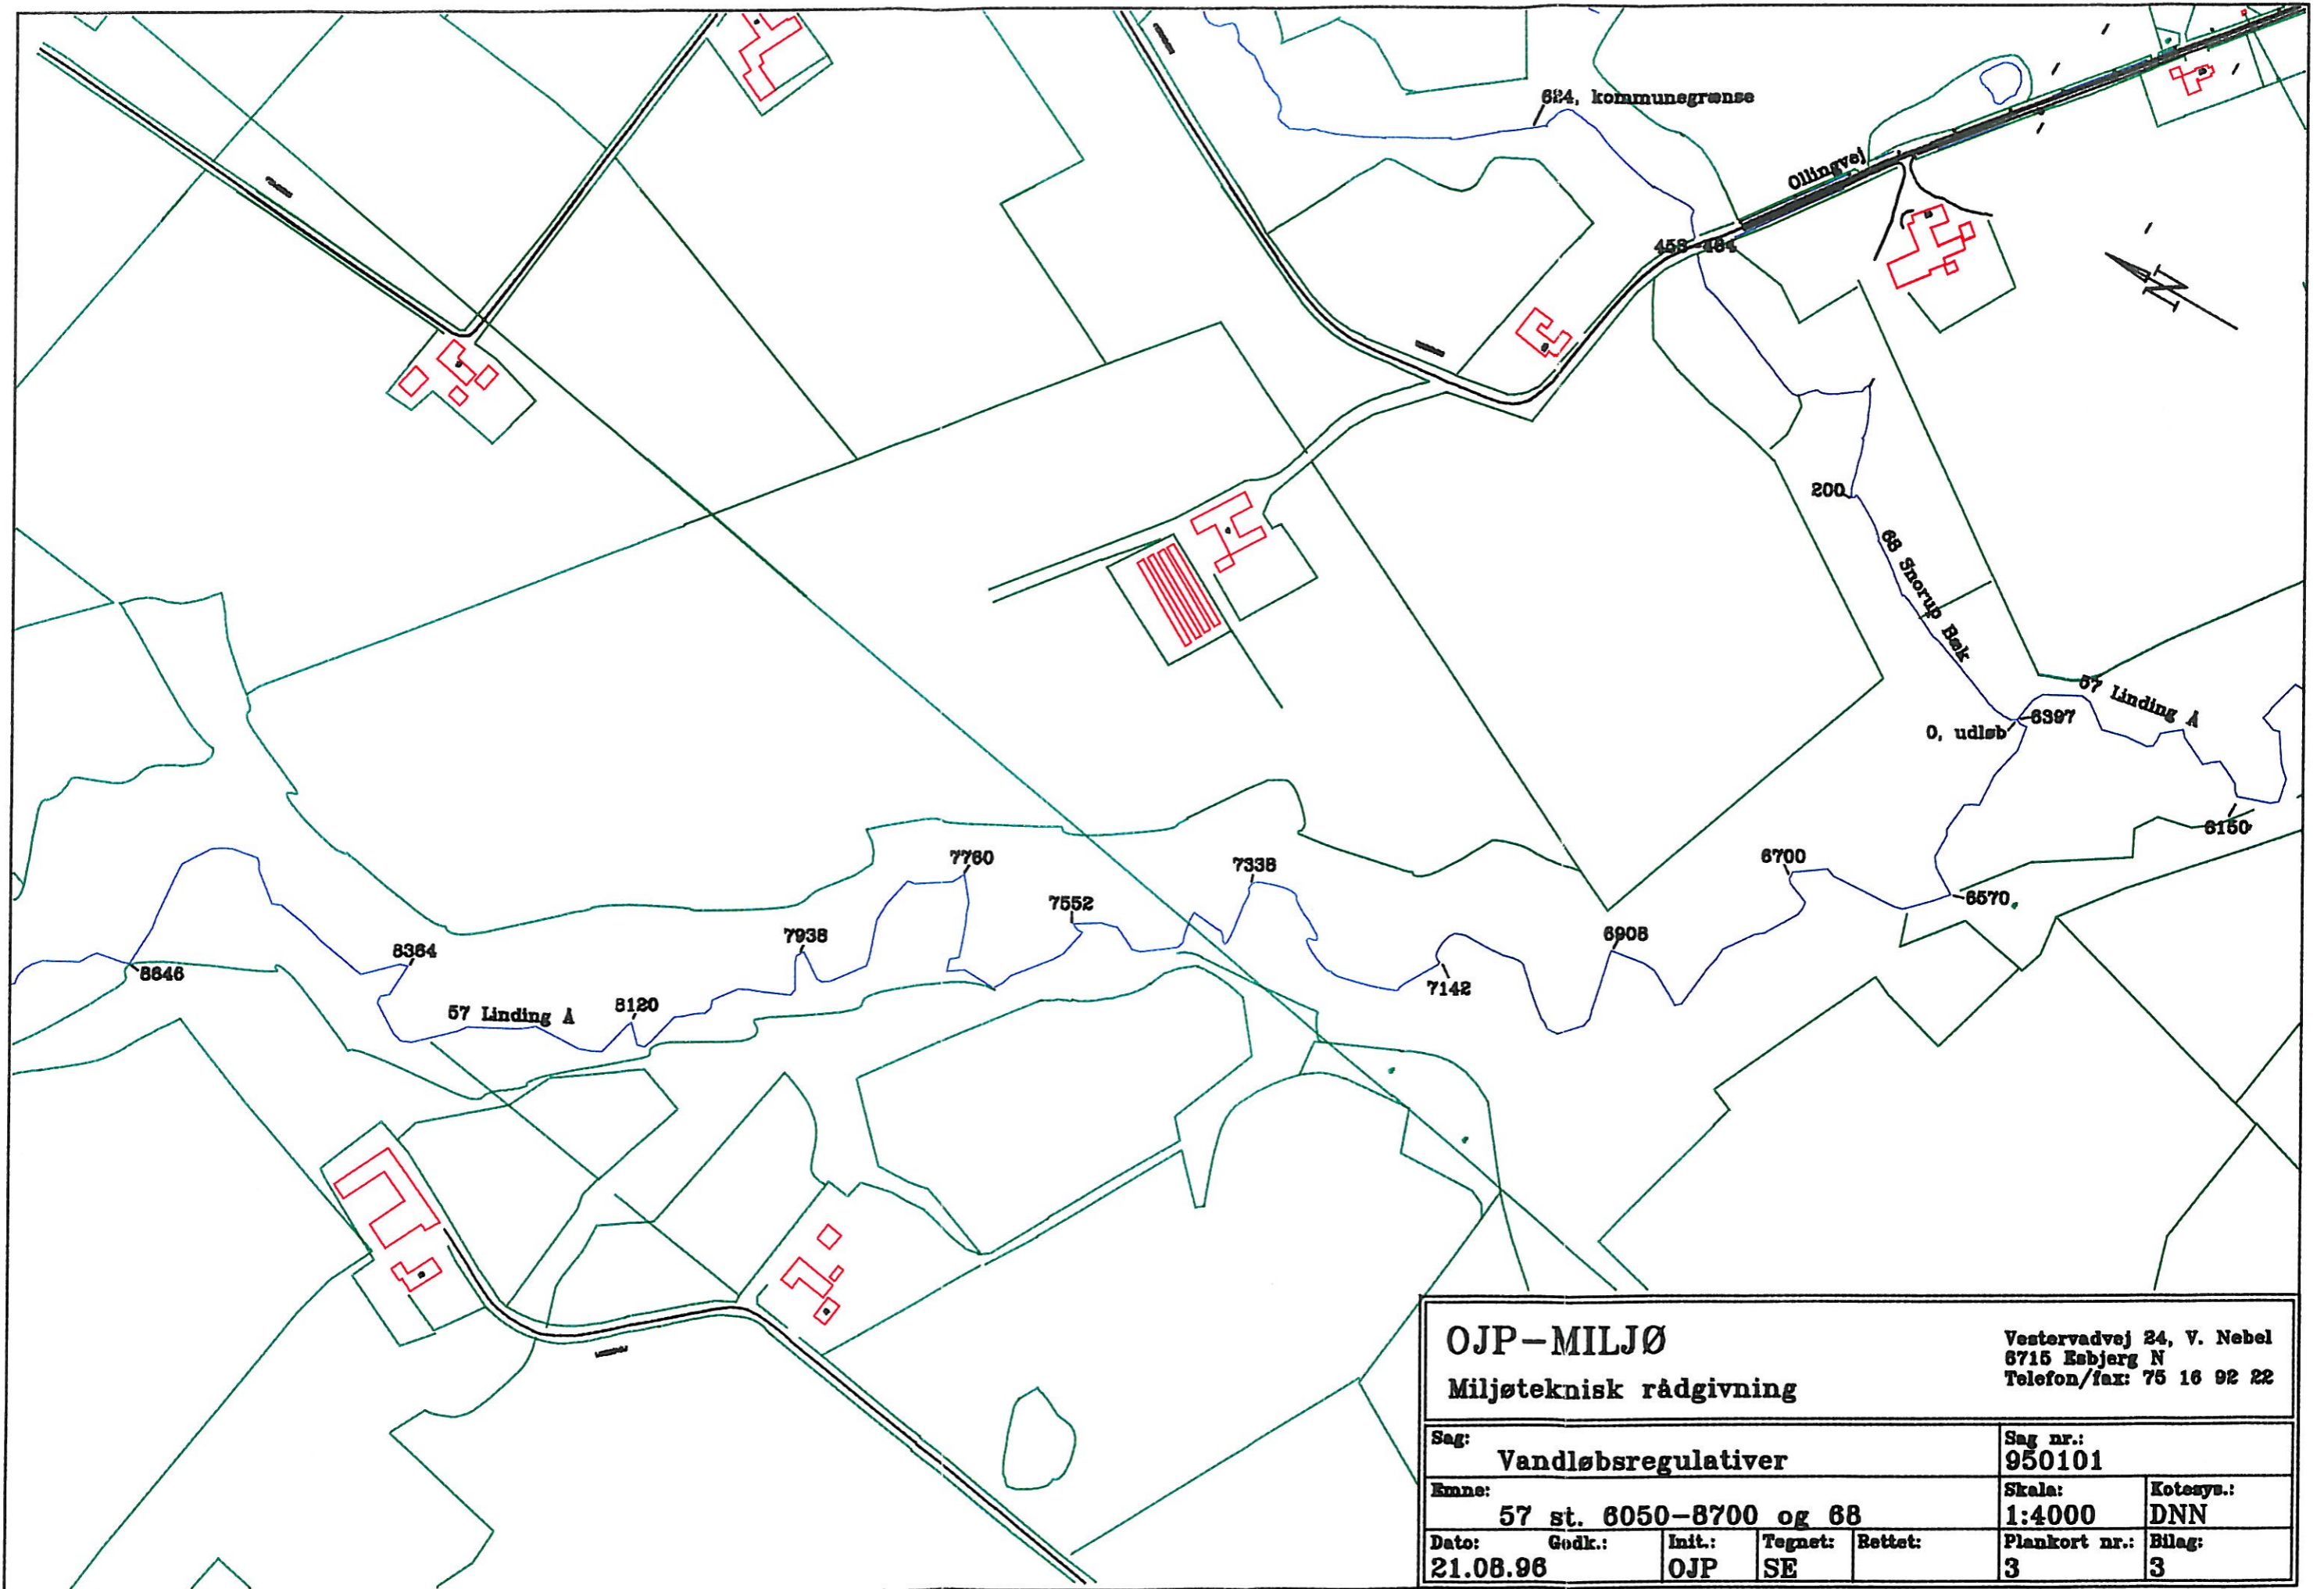 624, kommunegrænse
Ollingvej
458-464
N
200
68 Snorup Bæk
57 Linding Å
6397
0, udløb
6150
7760
7338
6700
7552
6570
8364
7938
6908
8646
7142
57 Linding Å
8120
OJP-MILJØ
Miljøteknisk rådgivning
Vestervadvej 24, V. Nebel
6715 Esbjerg N
Telefon/fax: 75 16 92 22
Sag:
Vandløbsregulativer
Sag nr.:
950101
Emne:
57 st. 6050-8700 og 68
Skala:
1:4000
Kotesys.:
DNN
Dato:
21.08.96
Godk.:
Init.:
OJP
Tegnet:
SE
Rettet:
Plankort nr.:
3
Bilag:
3